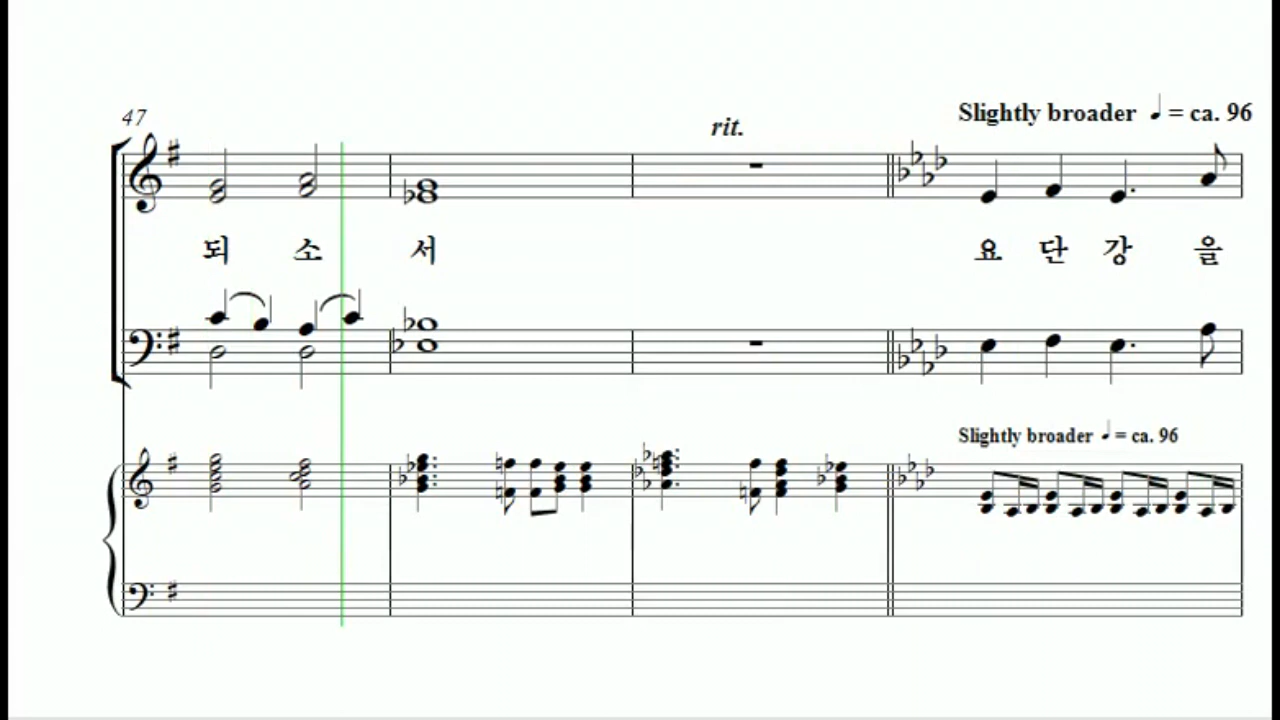 Slightly broader ♩ = ca. 96
47
rit.
되 소 서 요 단 강 을
Slightly broader ♩ = ca. 96